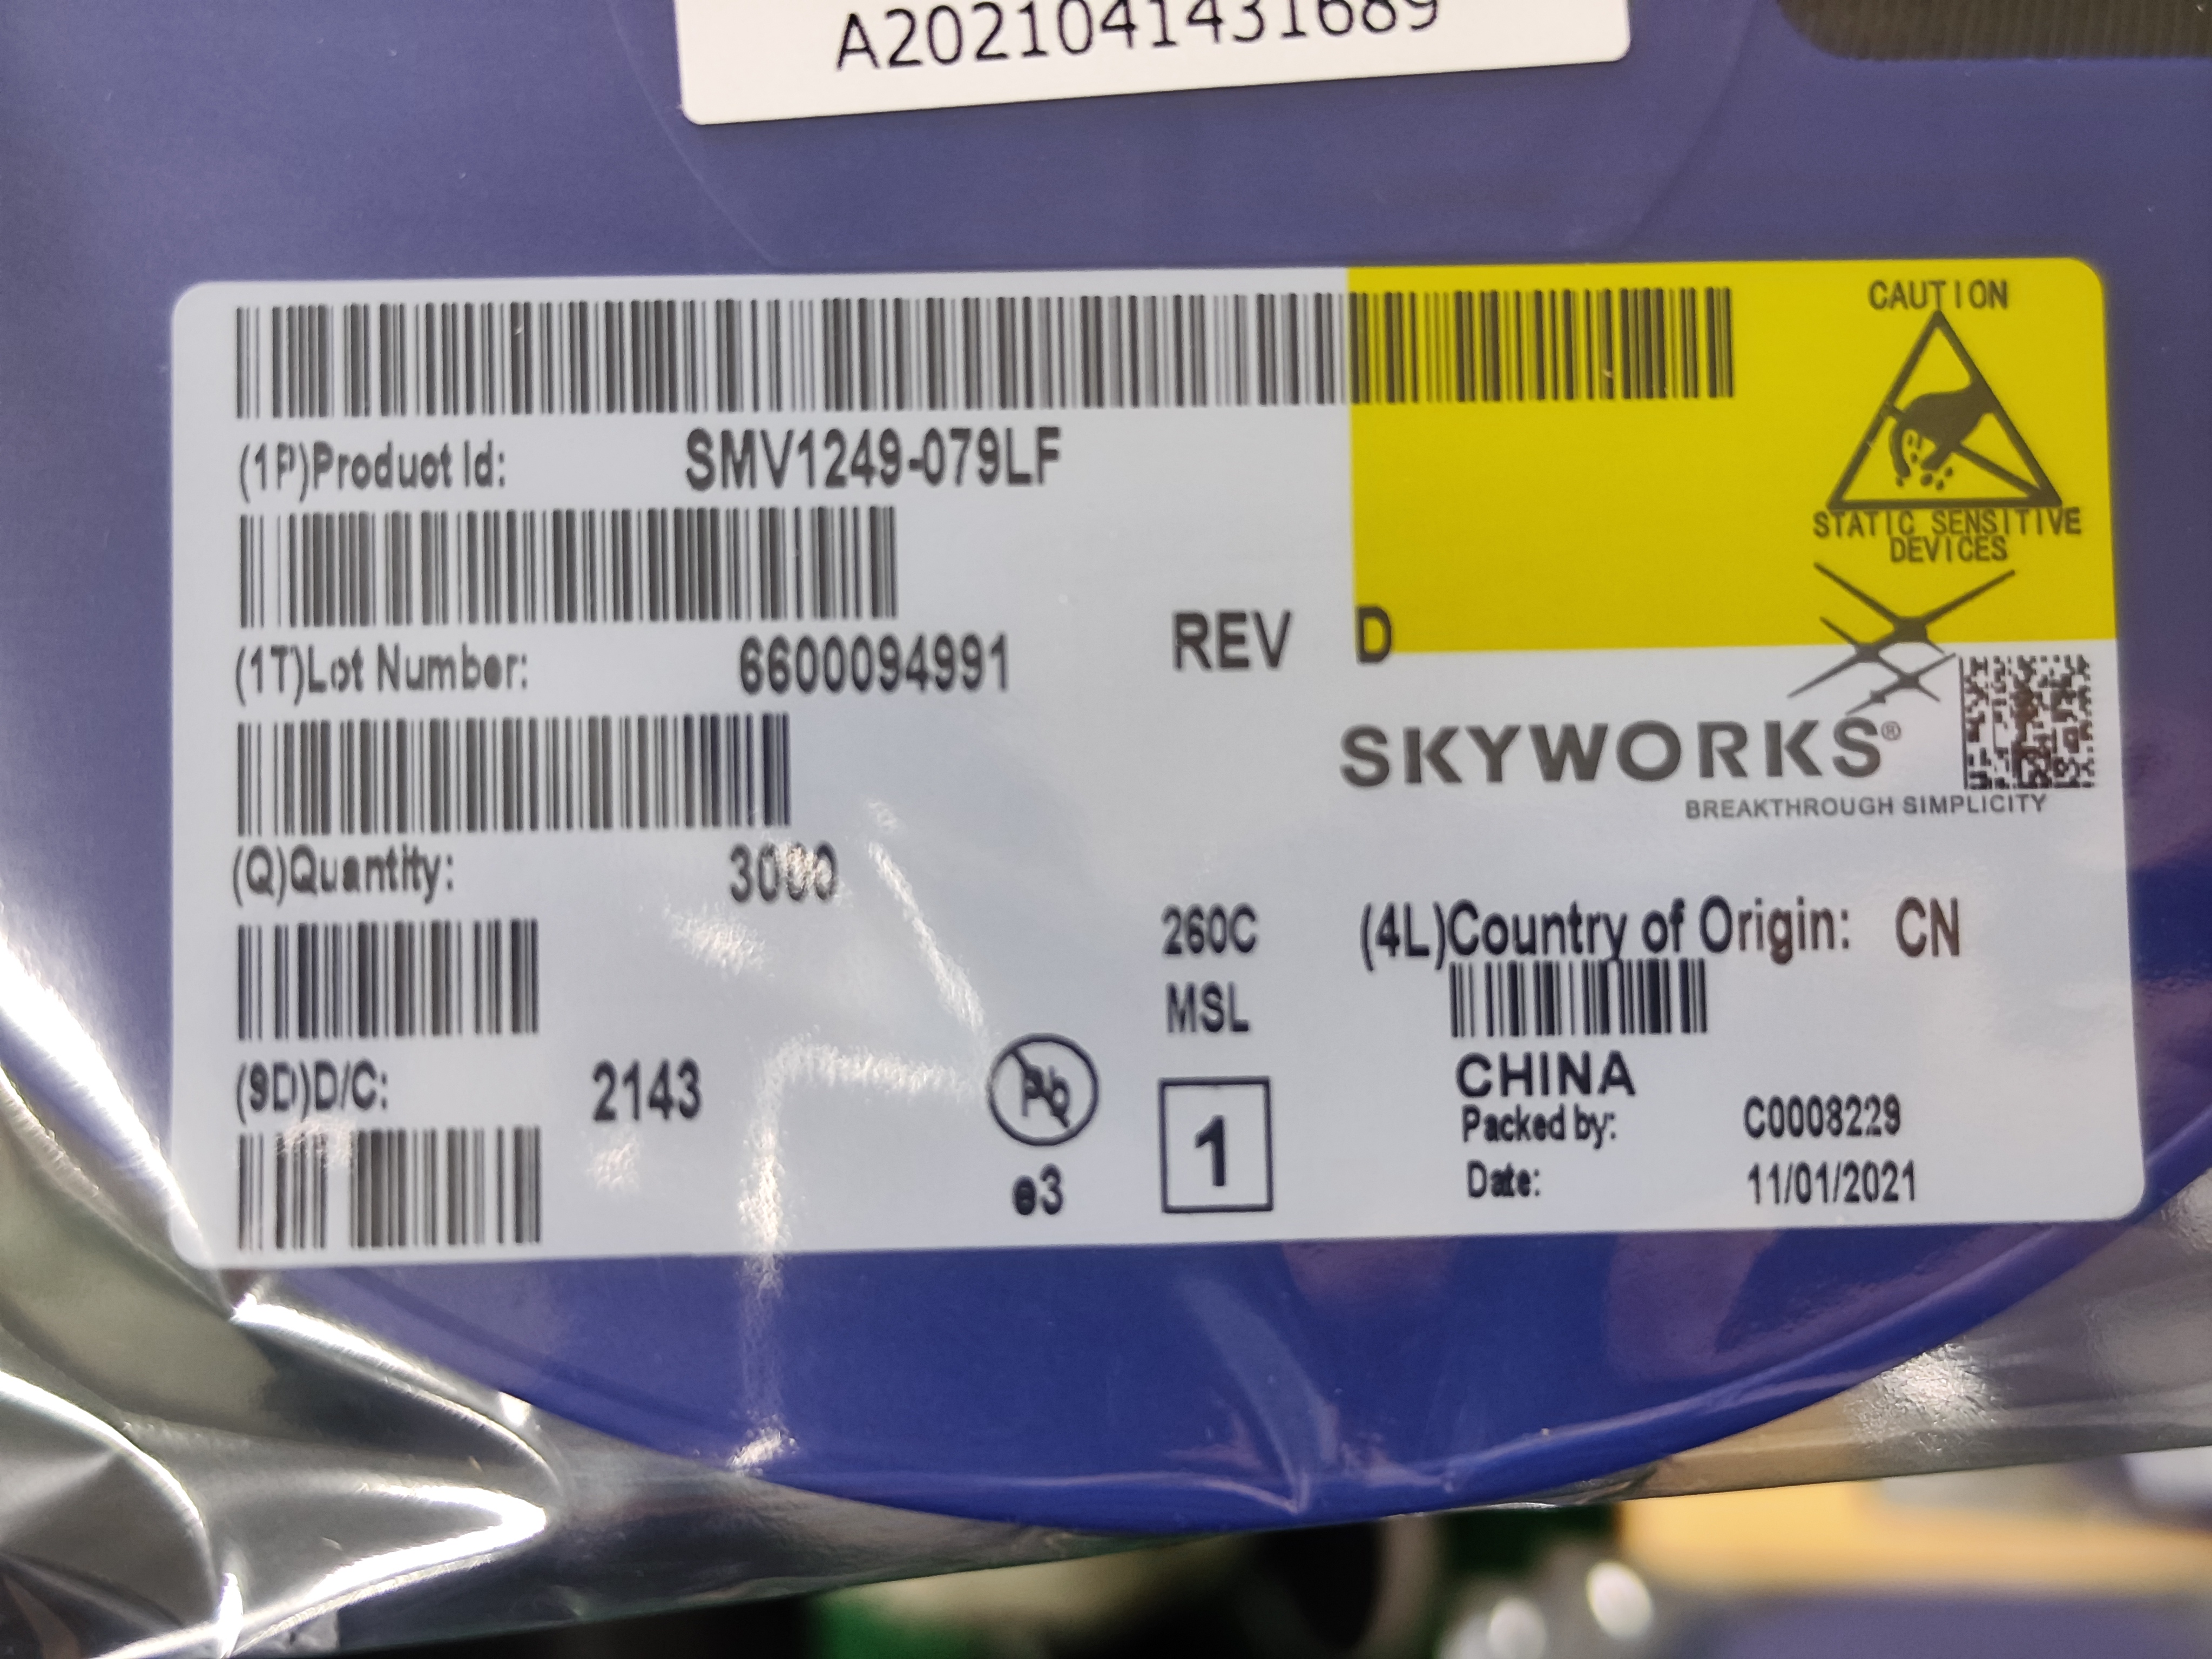 A2021041431689
CAUTION
(1P)Product Id: SMV1249-079LF
STATIC SENSITIVE
DEVICES
(1T)Lot Number: 6600094991 REV D
SKYWORKS®
BREAKTHROUGH SIMPLICITY
(Q)Quantity: 3000
260C (4L)Country of Origin: CN
MSL
CHINA
(9D)D/C: 2143 Pb 1 Packed by: C0008229
e3 Date: 11/01/2021